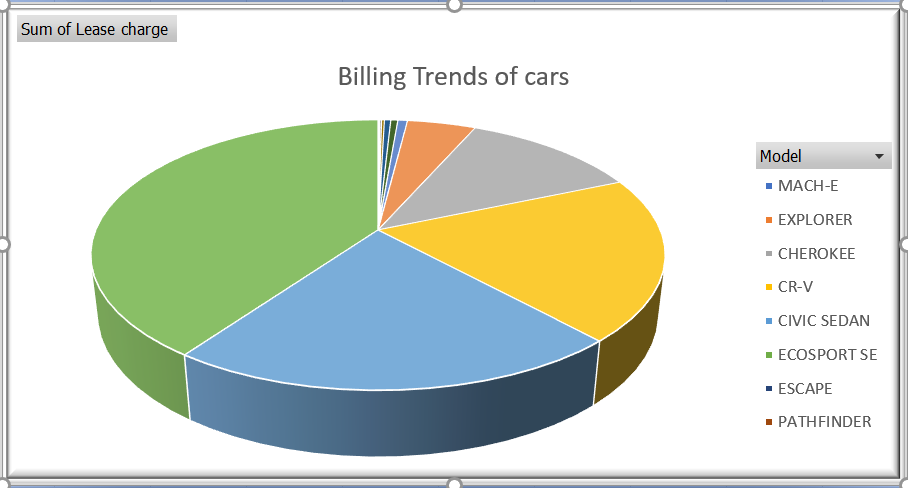 Sum of Lease charge
Billing Trends of cars
Model
MACH-E
EXPLORER
CHEROKEE
CR-V
CIVIC SEDAN
ECOSPORT SE
ESCAPE
PATHFINDER